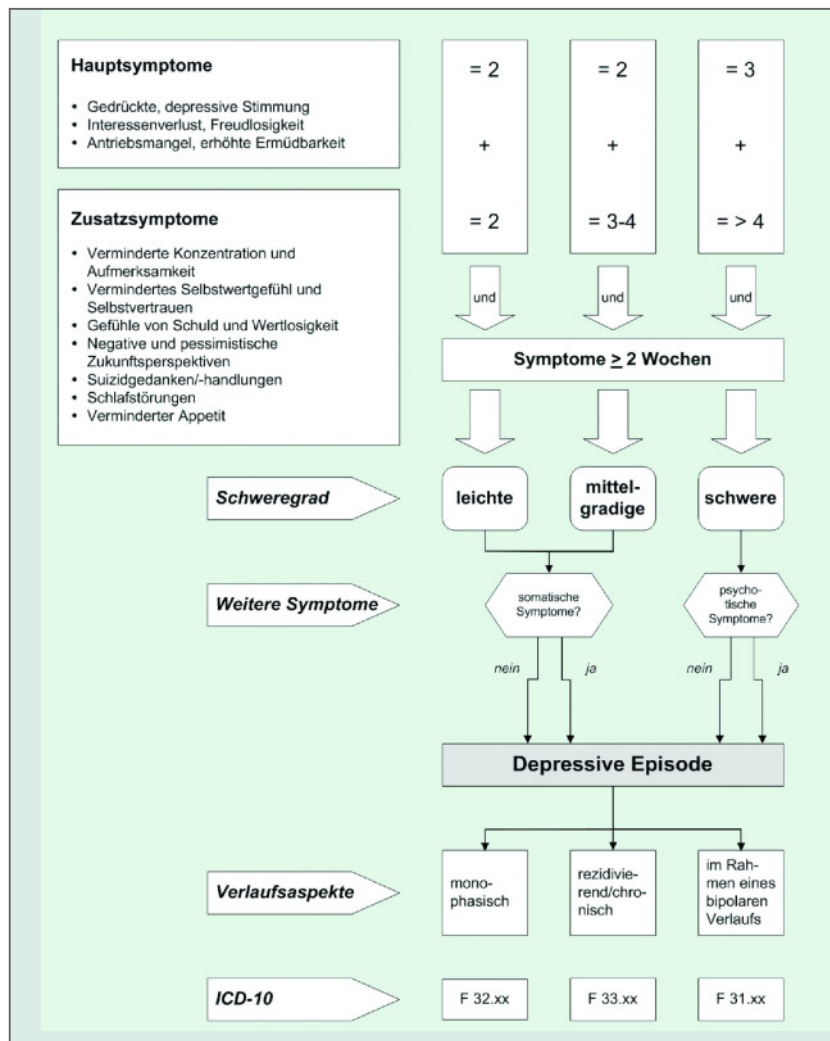 Hauptsymptome
• Gedrückte, depressive Stimmung
• Interessenverlust, Freudlosigkeit
• Antriebsmangel, erhöhte Ermüdbarkeit
= 2
= 2
= 3
+
+
+
= 2
= 3-4
= > 4
Zusatzsymptome
• Verminderte Konzentration und
Aufmerksamkeit
• Vermindertes Selbstwertgefühl und
Selbstvertrauen
• Gefühle von Schuld und Wertlosigkeit
• Negative und pessimistische
Zukunftsperspektiven
• Suizidgedanken/-handlungen
• Schlafstörungen
• Verminderter Appetit
und
und
und
Symptome ≥ 2 Wochen
Schweregrad
leichte
mittel-
gradige
schwere
Weitere Symptome
somatische
Symptome?
psycho-
tische
Symptome?
nein
ja
nein
ja
Depressive Episode
Verlaufsaspekte
mono-
phasisch
rezidivie-
rend/chro-
nisch
im Rah-
men eines
bipolaren
Verlaufs
ICD-10
F 32.xx
F 33.xx
F 31.xx